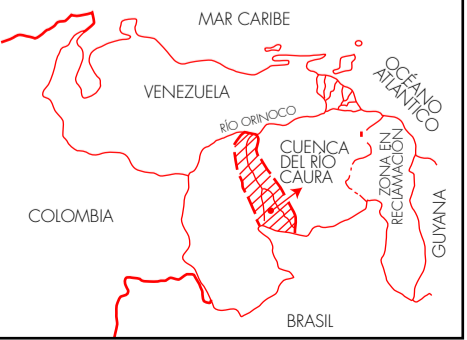 MAR CARIBE
OCÉANO
ATLÁNTICO
VENEZUELA
RÍO ORINOCO
CUENCA
DEL RÍO
CAURA
ZONA EN
RECLAMACIÓN
GUYANA
COLOMBIA
BRASIL